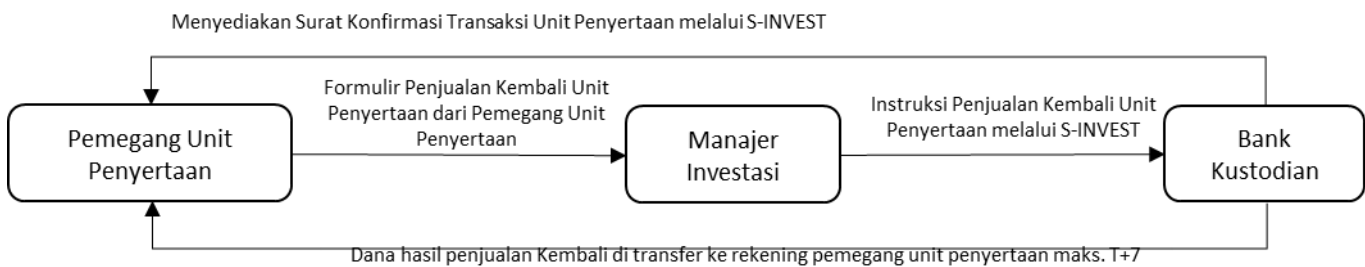 Menyediakan Surat Konfirmasi Transaksi Unit Penyertaan melalui S-INVEST
Formulir Penjualan Kembali Unit
Penyertaan dari Pemegang Unit
Penyertaan
Instruksi Penjualan Kembali Unit
Penyertaan melalui S-INVEST
Pemegang Unit
Penyertaan
Manajer
Investasi
Bank
Kustodian
Dana hasil penjualan Kembali di transfer ke rekening pemegang unit penyertaan maks. T+7